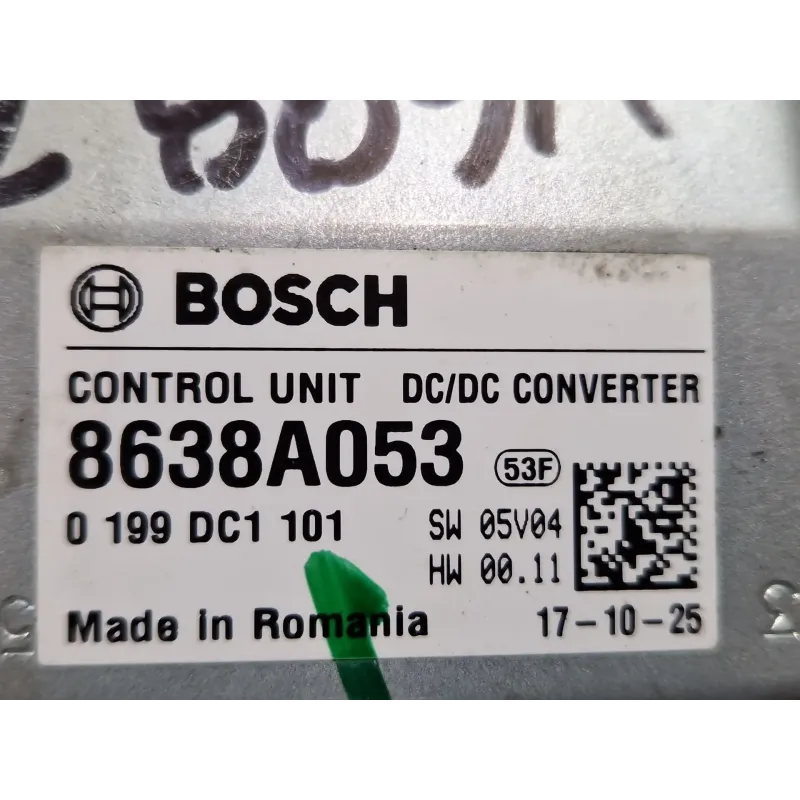 BOSCH
CONTROL UNIT DC/DC CONVERTER
8638A053 53F
0 199 DC1 101 SW 05V04
HW 00.11
Made in Romania 17-10-25